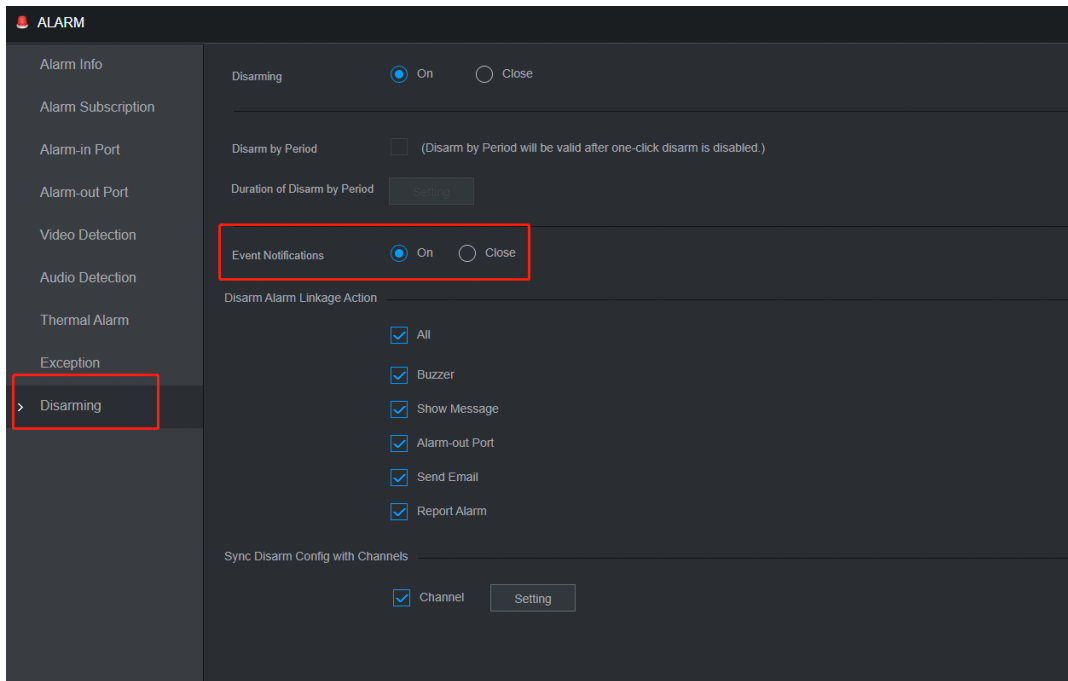 ALARM
Alarm Info
Alarm Subscription
Alarm-in Port
Alarm-out Port
Video Detection
Audio Detection
Thermal Alarm
Exception
Disarming
Disarming On Close
Disarm by Period (Disarm by Period will be valid after one-click disarm is disabled.)
Duration of Disarm by Period Setting
Event Notifications On Close
Disarm Alarm Linkage Action
All
Buzzer
Show Message
Alarm-out Port
Send Email
Report Alarm
Sync Disarm Config with Channels
Channel Setting